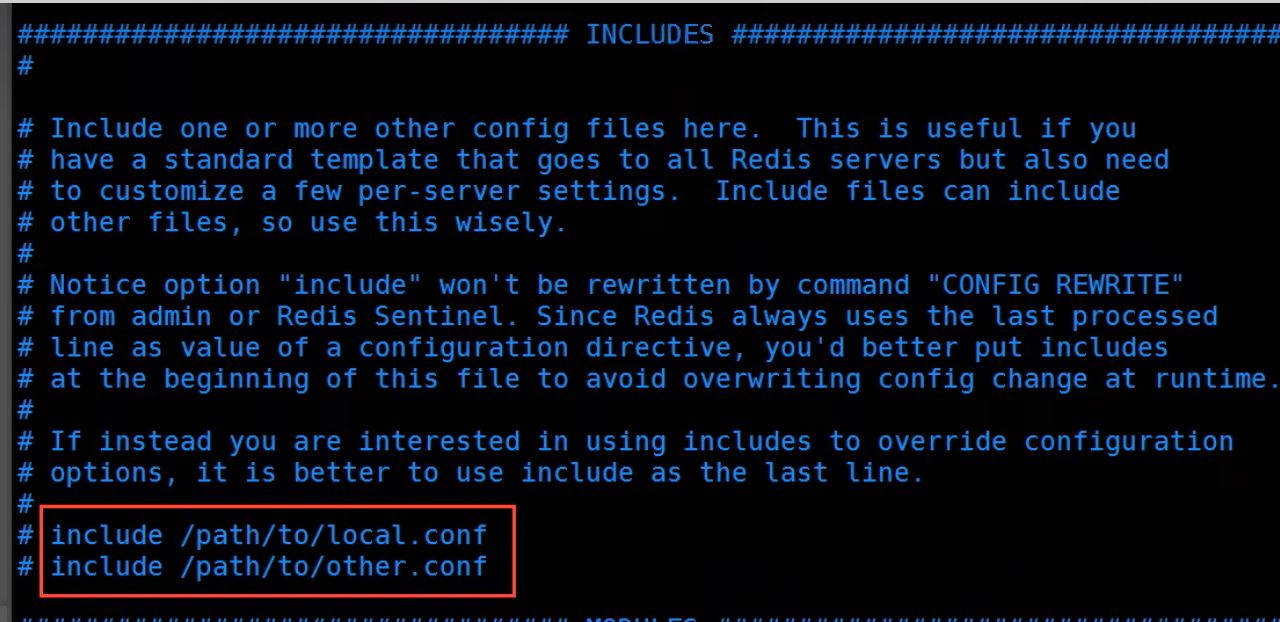 ################################## INCLUDES ##################################
#
# Include one or more other config files here.  This is useful if you
# have a standard template that goes to all Redis servers but also need
# to customize a few per-server settings.  Include files can include
# other files, so use this wisely.
#
# Notice option "include" won't be rewritten by command "CONFIG REWRITE"
# from admin or Redis Sentinel. Since Redis always uses the last processed
# line as value of a configuration directive, you'd better put includes
# at the beginning of this file to avoid overwriting config change at runtime.
#
# If instead you are interested in using includes to override configuration
# options, it is better to use include as the last line.
#
# include /path/to/local.conf
# include /path/to/other.conf
################################## MODULES ##################################